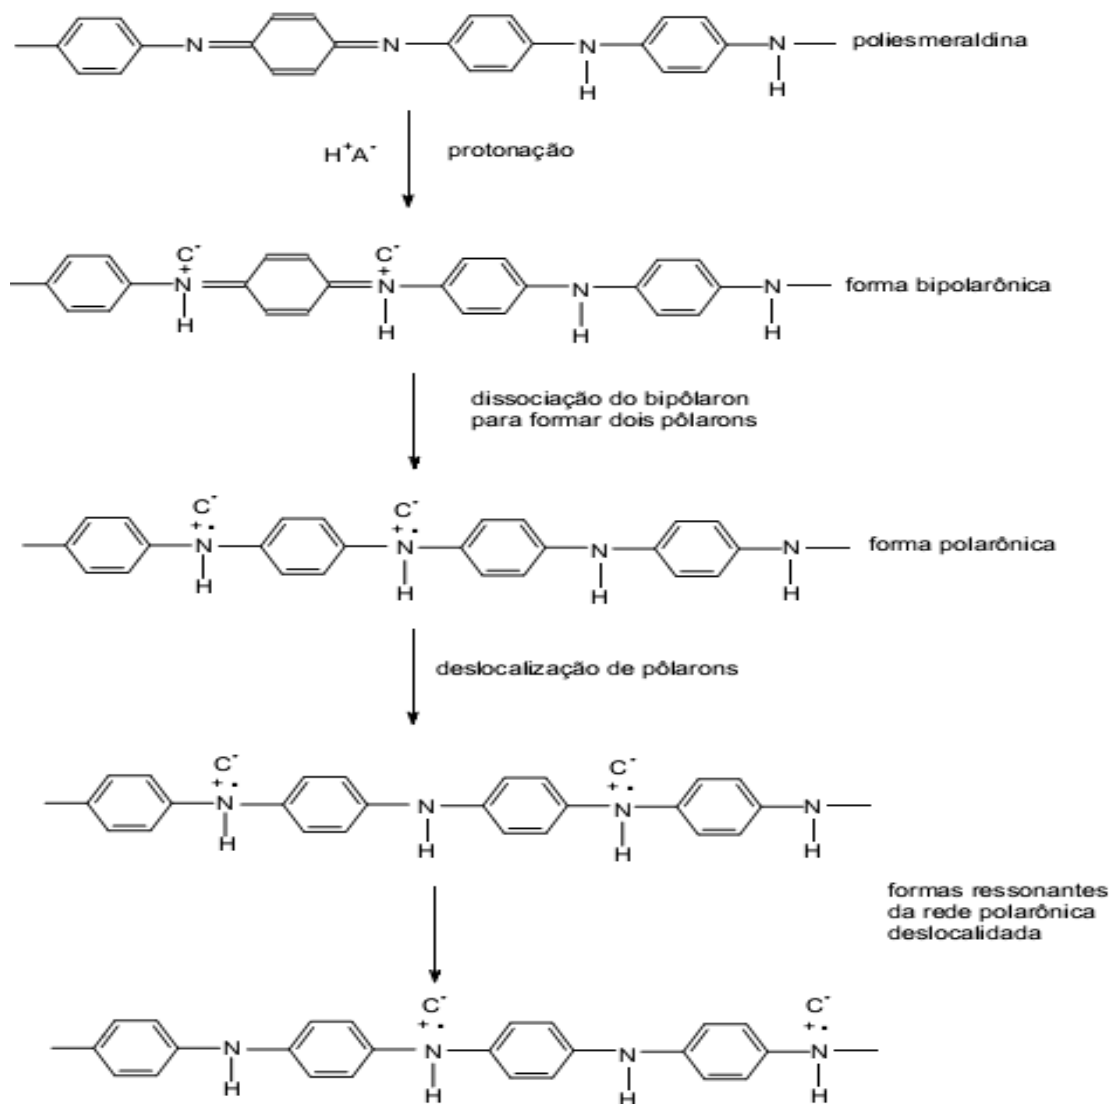 N N N N poliesmeraldina
H H
H⁺A⁻ protonação
C⁻ C⁻
+ +
N N N N forma bipolarônica
H H H H
dissociação do bipôlaron
para formar dois pôlarons
C⁻ C⁻
+• +•
N N N N forma polarônica
H H H H
deslocalização de pôlarons
C⁻ C⁻
+• +•
N N N N
H H H H
formas ressonantes
da rede polarônica
deslocalidada
C⁻ C⁻
+• +•
N N N N
H H H H